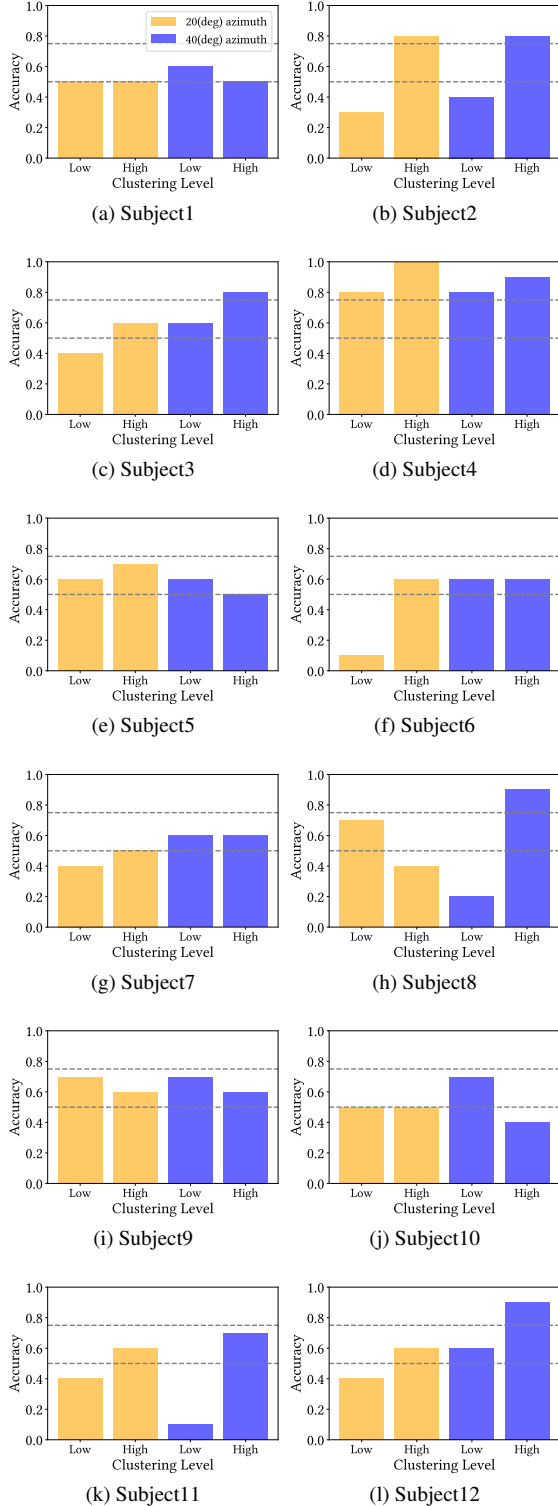 1.0
0.8
0.6
0.4
0.2
0.0
Accuracy
20(deg) azimuth
40(deg) azimuth
Low High Low High
Clustering Level
(a) Subject1
1.0
0.8
0.6
0.4
0.2
0.0
Accuracy
Low High Low High
Clustering Level
(b) Subject2
1.0
0.8
0.6
0.4
0.2
0.0
Accuracy
Low High Low High
Clustering Level
(c) Subject3
1.0
0.8
0.6
0.4
0.2
0.0
Accuracy
Low High Low High
Clustering Level
(d) Subject4
1.0
0.8
0.6
0.4
0.2
0.0
Accuracy
Low High Low High
Clustering Level
(e) Subject5
1.0
0.8
0.6
0.4
0.2
0.0
Accuracy
Low High Low High
Clustering Level
(f) Subject6
1.0
0.8
0.6
0.4
0.2
0.0
Accuracy
Low High Low High
Clustering Level
(g) Subject7
1.0
0.8
0.6
0.4
0.2
0.0
Accuracy
Low High Low High
Clustering Level
(h) Subject8
1.0
0.8
0.6
0.4
0.2
0.0
Accuracy
Low High Low High
Clustering Level
(i) Subject9
1.0
0.8
0.6
0.4
0.2
0.0
Accuracy
Low High Low High
Clustering Level
(j) Subject10
1.0
0.8
0.6
0.4
0.2
0.0
Accuracy
Low High Low High
Clustering Level
(k) Subject11
1.0
0.8
0.6
0.4
0.2
0.0
Accuracy
Low High Low High
Clustering Level
(l) Subject12